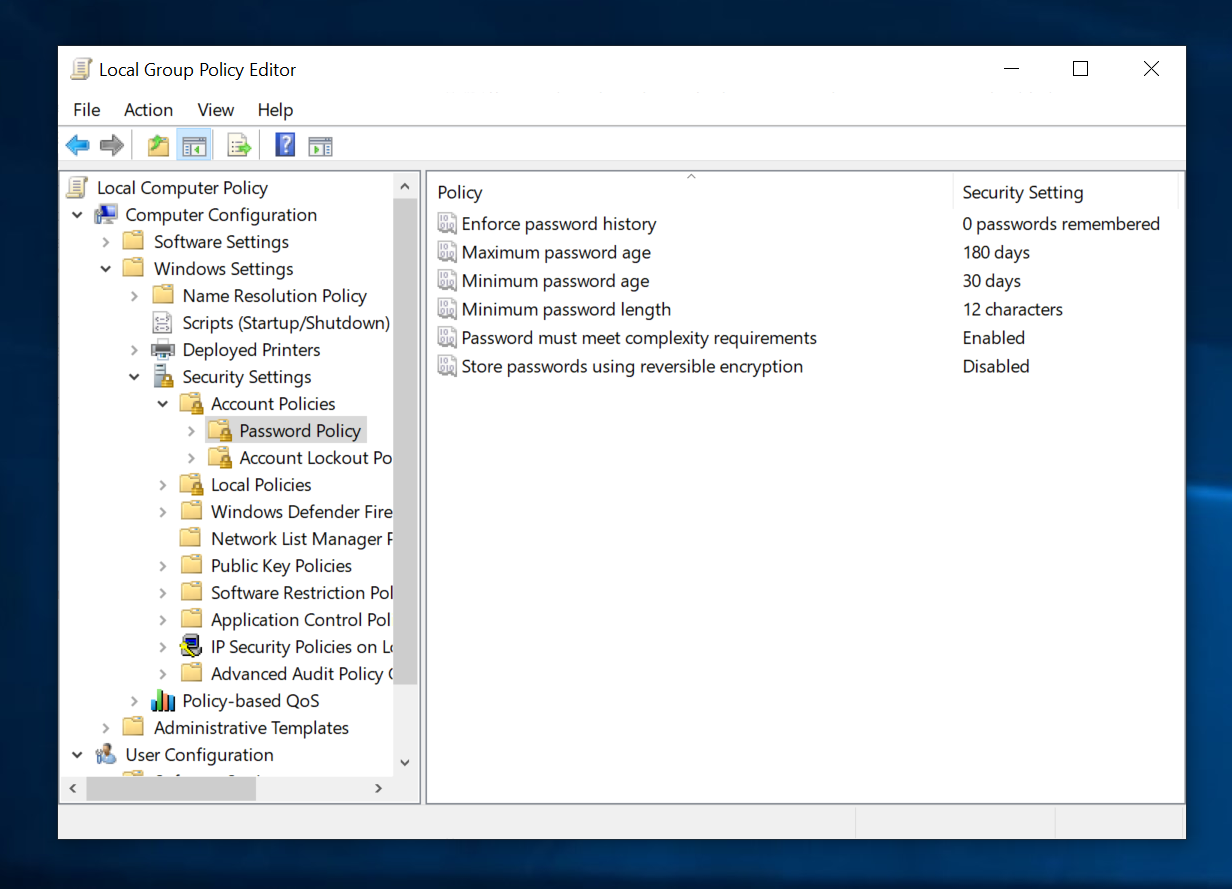 Local Group Policy Editor
File Action View Help
Local Computer Policy
Computer Configuration
Software Settings
Windows Settings
Name Resolution Policy
Scripts (Startup/Shutdown)
Deployed Printers
Security Settings
Account Policies
Password Policy
Account Lockout Po
Local Policies
Windows Defender Fire
Network List Manager P
Public Key Policies
Software Restriction Pol
Application Control Pol
IP Security Policies on Lo
Advanced Audit Policy C
Policy-based QoS
Administrative Templates
User Configuration
Policy Security Setting
Enforce password history 0 passwords remembered
Maximum password age 180 days
Minimum password age 30 days
Minimum password length 12 characters
Password must meet complexity requirements Enabled
Store passwords using reversible encryption Disabled